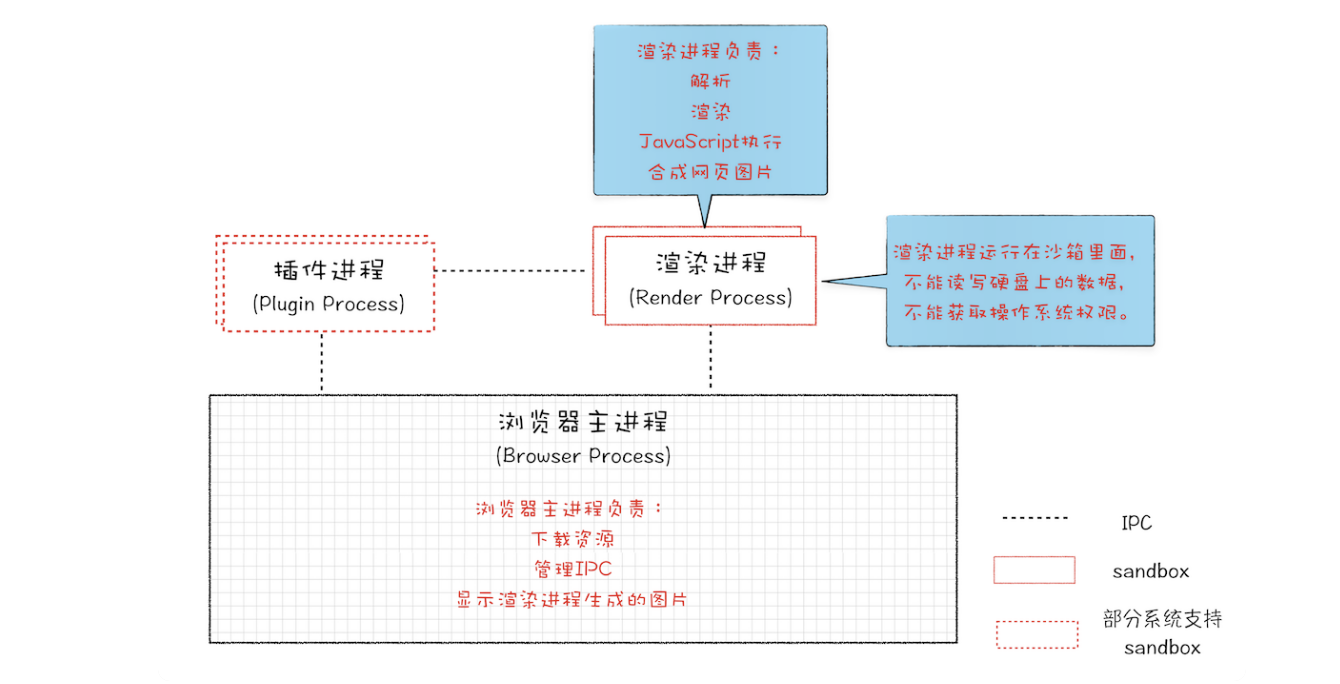 渲染进程负责：
解析
渲染
JavaScript执行
合成网页图片
插件进程
(Plugin Process)
渲染进程
(Render Process)
渲染进程运行在沙箱里面，
不能读写硬盘上的数据，
不能获取操作系统权限。
浏览器主进程
(Browser Process)
浏览器主进程负责：
下载资源
管理IPC
显示渲染进程生成的图片
IPC
sandbox
部分系统支持
sandbox